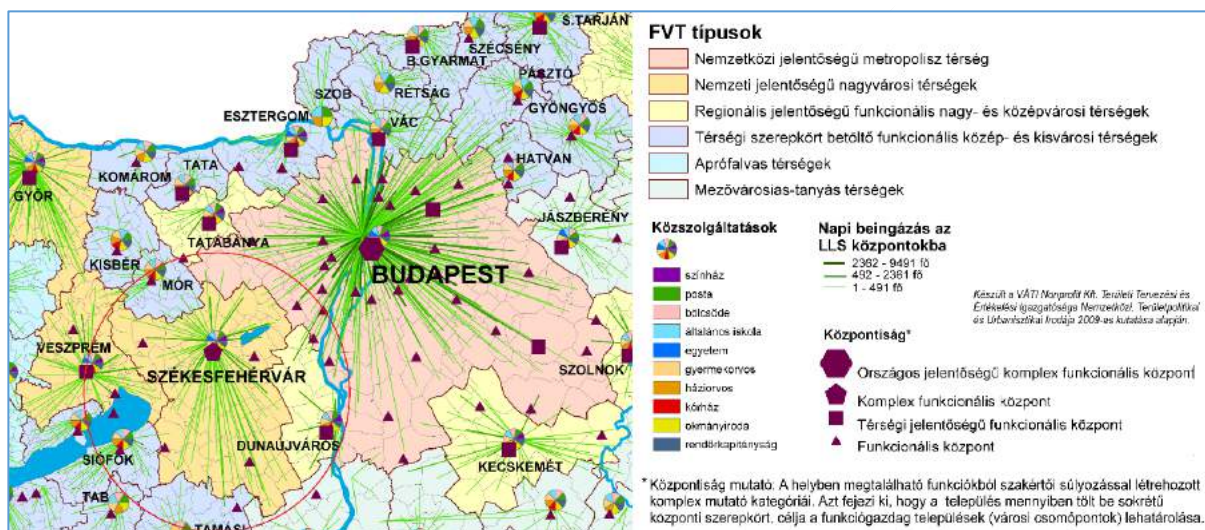 S.TARJÁN
SZÉCSÉNY
B.GYARMAT
PÁSZTÓ
RÉTSÁG
SZOB
GYÖNGYÖS
ESZTERGOM
VÁC
HATVAN
TATA
KOMÁROM
GYŐR
JÁSZBERÉNY
TATABÁNYA
KISBÉR
BUDAPEST
MÓR
VESZPRÉM
SZOLNOK
SZÉKESFEHÉRVÁR
DUNAUJVÁROS
KECSKEMÉT
SIÓFOK
TAB
TAMÁSI
FVT típusok
Nemzetközi jelentőségű metropolisz térség
Nemzeti jelentőségű nagyvárosi térségek
Regionális jelentőségű funkcionális nagy- és középvárosi térségek
Térségi szerepkört betöltő funkcionális közép- és kisvárosi térségek
Aprófalvas térségek
Mezővárosias-tanyás térségek
Közszolgáltatások
színház
posta
bölcsöde
általános iskola
egyetem
gyermekorvos
háziorvos
kórház
okmányiroda
rendőrkapitányság
Napi beingázás az
LLS központokba
2362 - 9491 fő
492 - 2361 fő
1 - 491 fő
Készült a VÁTI Nonprofit Kft. Területi Tervezési és
Értékelési Igazgatósága Nemzetközi. Területpolitikai
és Urbanisztikai Irodája 2009-es kutatása alapján.
Központiság*
Országos jelentőségű komplex funkcionális központ
Komplex funkcionális központ
Térségi jelentőségű funkcionális központ
Funkcionális központ
* Központiság mutató: A helyben megtalálható funkciókból szakértői súlyozással létrehozott
komplex mutató kategóriái. Azt fejezi ki, hogy a település mennyiben tölt be sokrétű
központi szerepkört. célja a funkciógazdag települések (városi csomópontok) lehatárolása.